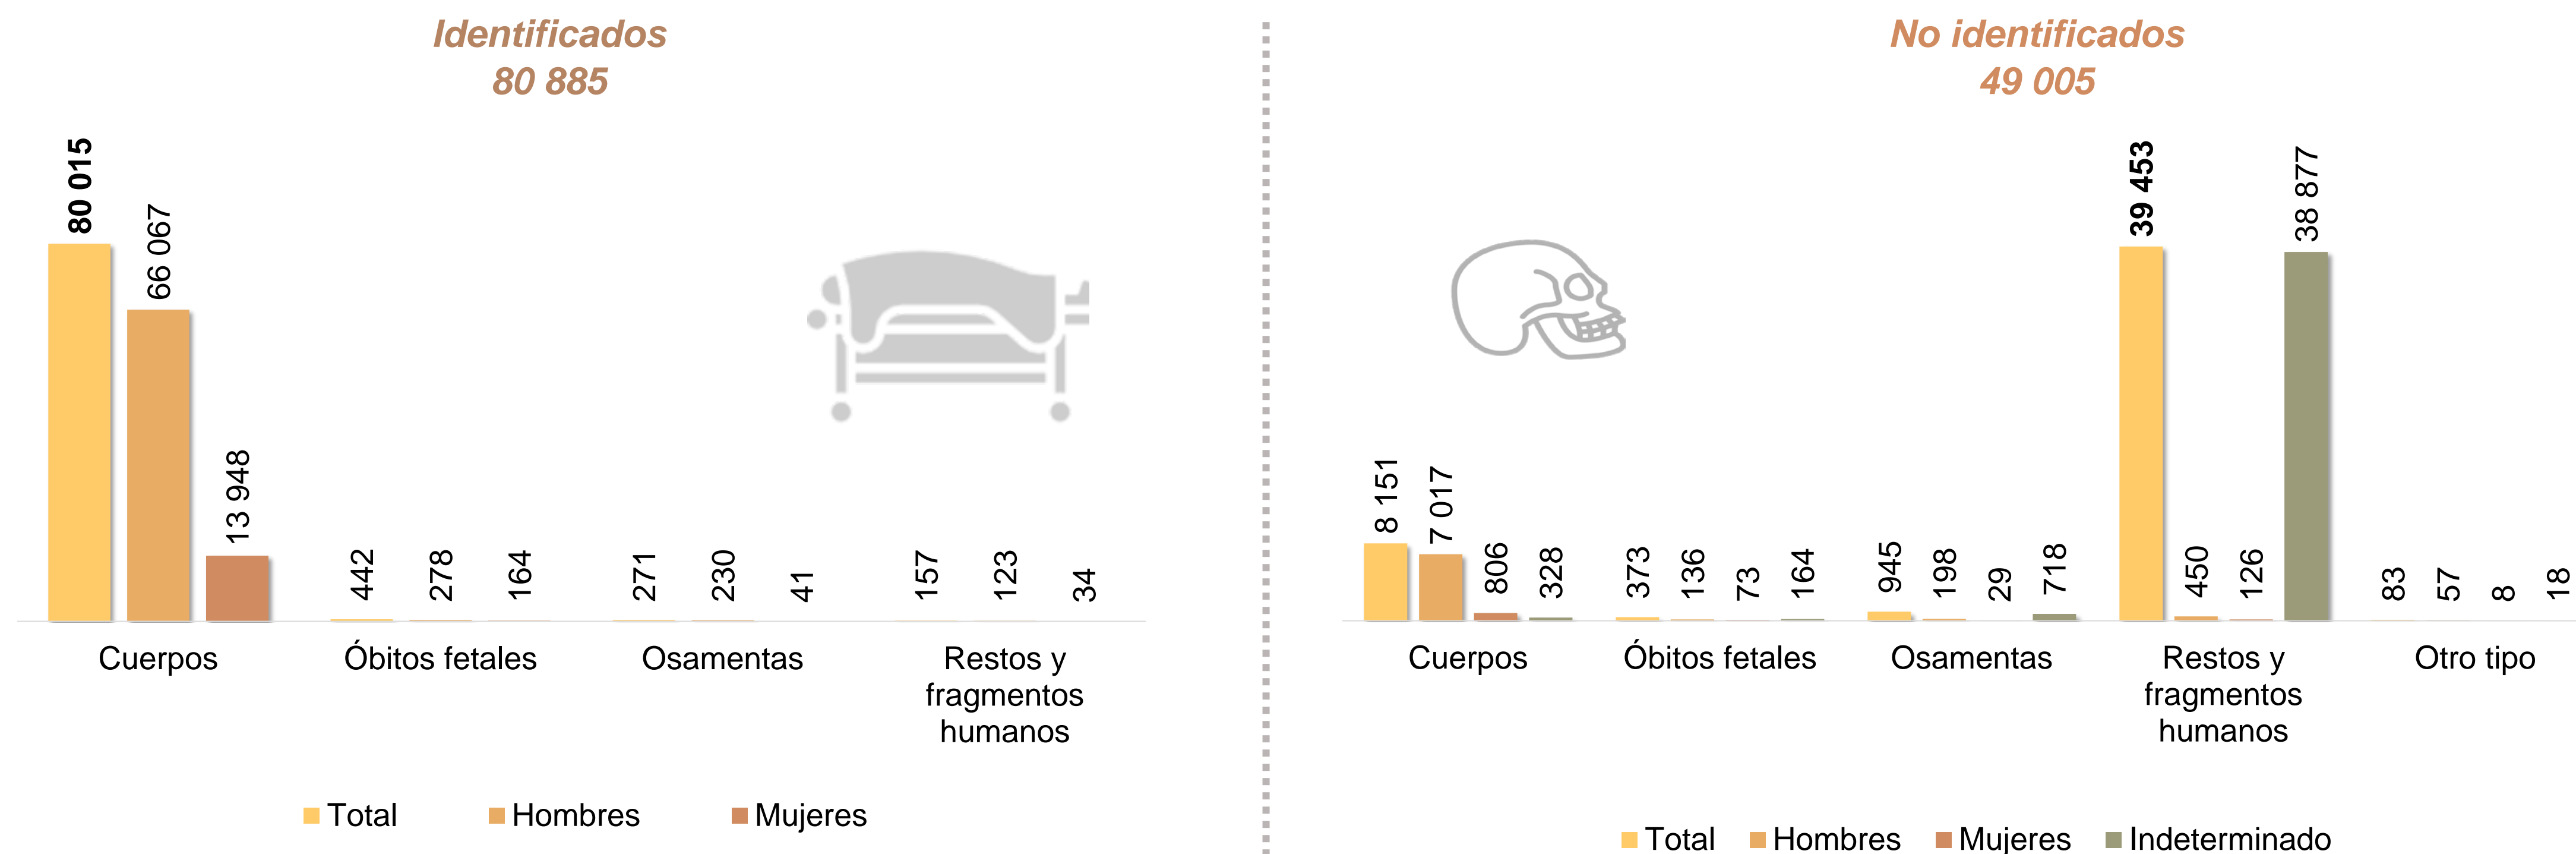 Identificados
80 885
80 015
66 067
13 948
442
278
164
271
230
41
157
123
34
Cuerpos
Óbitos fetales
Osamentas
Restos y
fragmentos
humanos
Total
Hombres
Mujeres
No identificados
49 005
8 151
7 017
806
328
373
136
73
164
945
198
29
718
39 453
450
126
38 877
83
57
8
18
Cuerpos
Óbitos fetales
Osamentas
Restos y
fragmentos
humanos
Otro tipo
Total
Hombres
Mujeres
Indeterminado